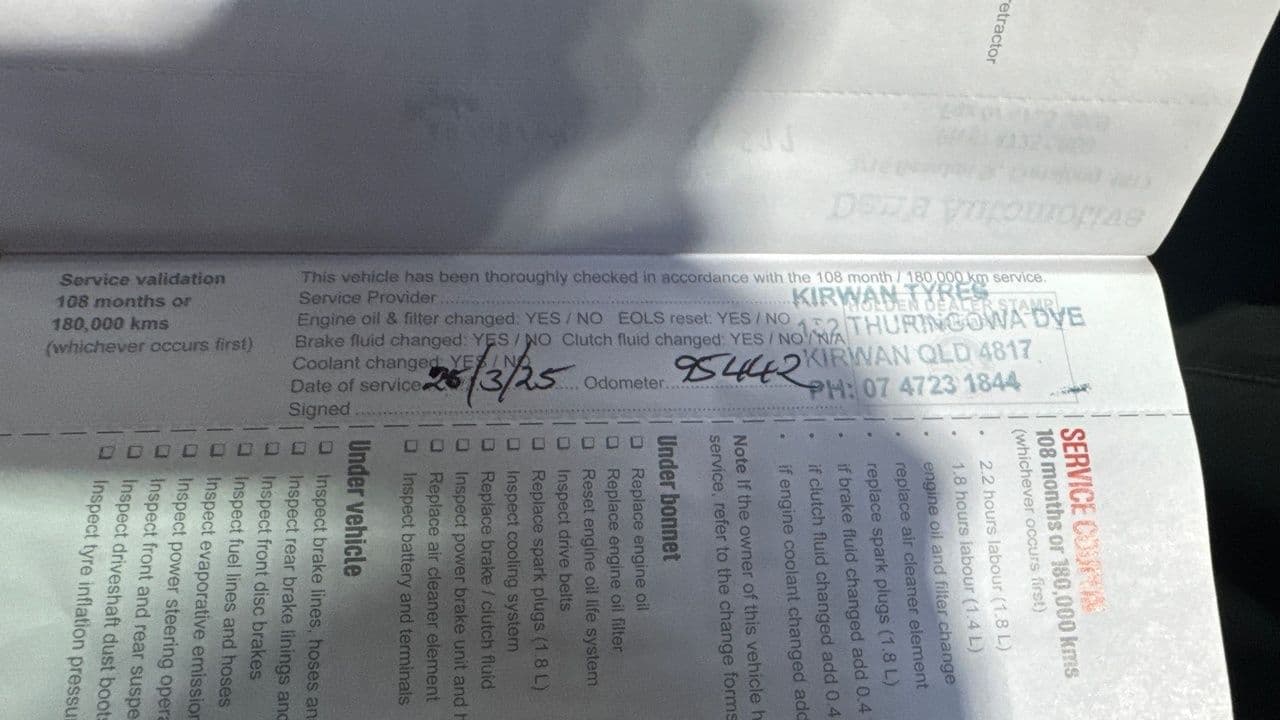 etractor
Service validation
108 months or
180,000 kms
(whichever occurs first)
This vehicle has been thoroughly checked in accordance with the 108 month / 180,000 km service.
Service Provider
Engine oil & filter changed: YES / NO EOLS reset: YES / NO
Brake fluid changed: YES / NO Clutch fluid changed: YES / NO / N/A
Coolant changed: YES / NO
Date of service 26/3/25 Odometer 95442
Signed
HOLDEN DEALER STAMP
KIRWAN TYRES
THURINGOWA DVE
KIRWAN QLD 4817
PH: 07 4723 1844
SERVICE
108 months or 180,000 kms
(whichever occurs first)
• 2.2 hours labour (1.8 L)
• 1.8 hours labour (1.4 L)
• engine oil and filter change
replace air cleaner element
• replace spark plugs (1.8 L)
• if brake fluid changed add 0.4
• if clutch fluid changed add 0.4
• if engine coolant changed add
Note If the owner of this vehicle h
service, refer to the change forms
Under bonnet
Replace engine oil
Replace engine oil filter
Reset engine oil life system
Inspect drive belts
Replace spark plugs (1.8 L)
Inspect cooling system
Replace brake / clutch fluid
Inspect power brake unit and h
Replace air cleaner element
Inspect battery and terminals
Under vehicle
Inspect brake lines, hoses an
Inspect rear brake linings and
Inspect front disc brakes
Inspect fuel lines and hoses
Inspect evaporative emission
Inspect power steering opera
Inspect front and rear suspe
Inspect driveshaft dust boots
Inspect tyre inflation pressu